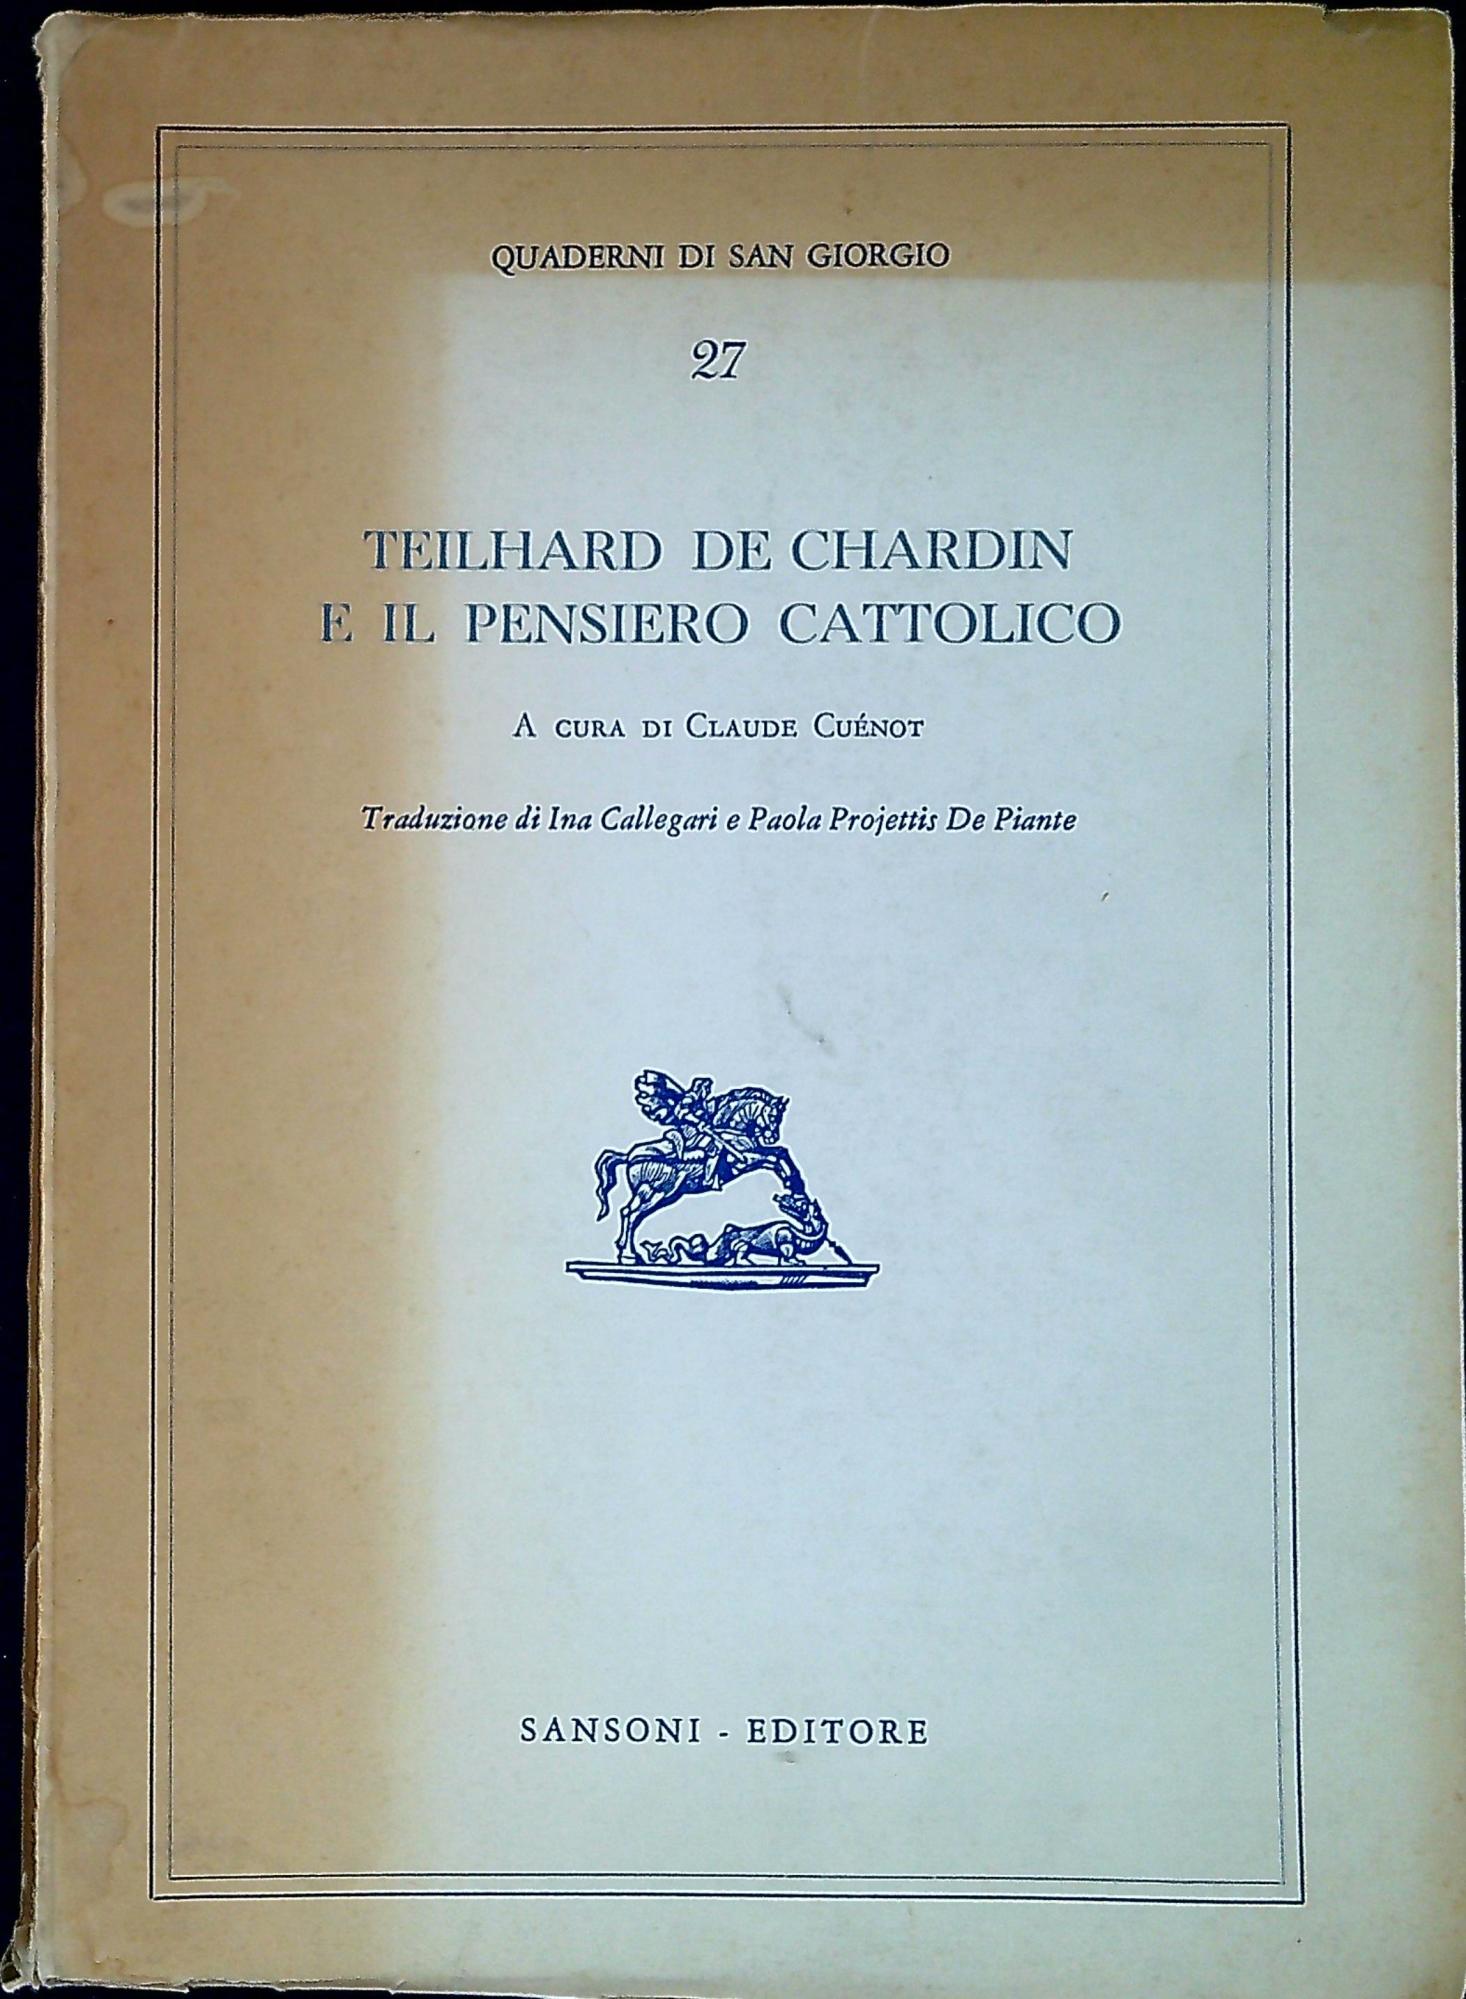 QUADERNI DI SAN GIORGIO
27
TEILHARD DE CHARDIN
E IL PENSIERO CATTOLICO
A CURA DI CLAUDE CUÉNOT
Traduzione di Ina Callegari e Paola Projettis De Piante
SANSONI - EDITORE